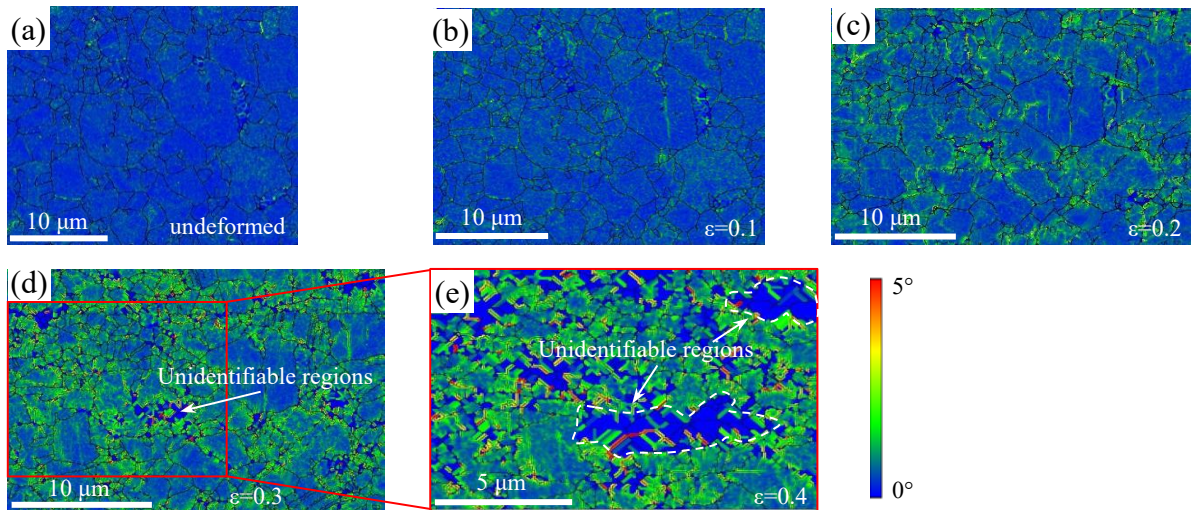 (a)
10 μm
undeformed
(b)
10 μm
ε=0.1
(c)
10 μm
ε=0.2
(d)
Unidentifiable regions
10 μm
ε=0.3
(e)
Unidentifiable regions
5 μm
ε=0.4
5°
0°